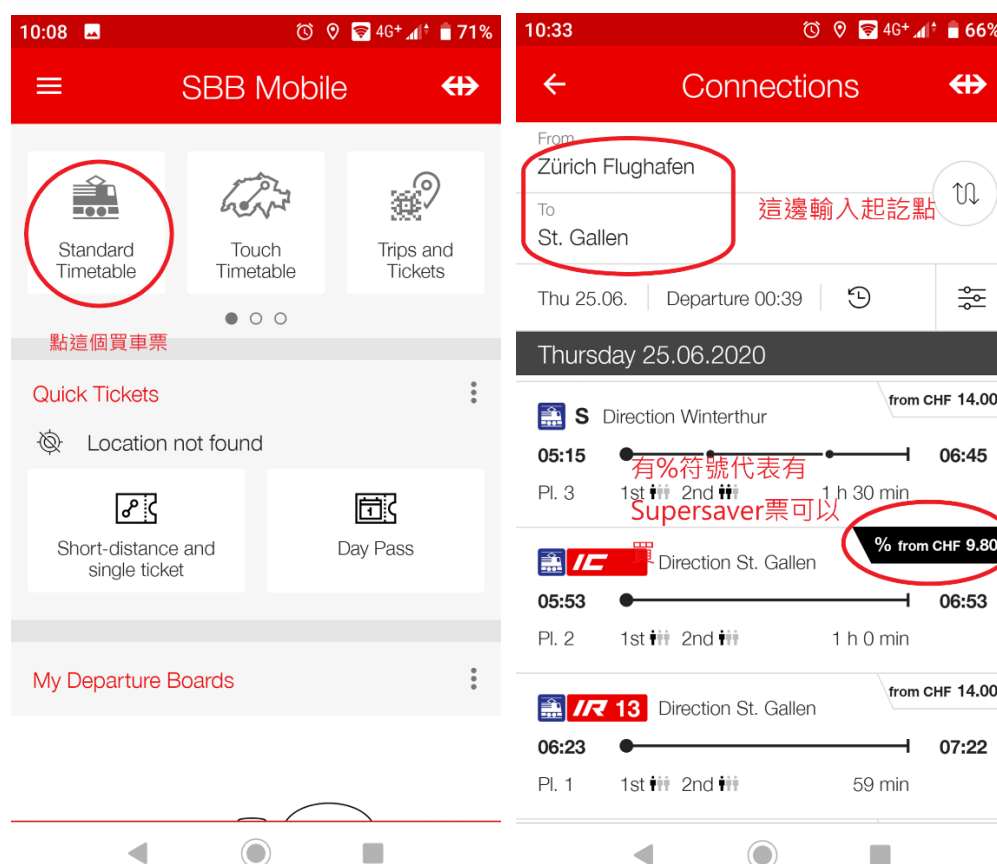 10:08
4G+
71%
SBB Mobile
Standard
Timetable
Touch
Timetable
Trips and
Tickets
點這個買車票
Quick Tickets
Location not found
Short-distance and
single ticket
Day Pass
My Departure Boards
10:33
4G+
66%
Connections
From
Zürich Flughafen
To
St. Gallen
這邊輸入起訖點
Thu 25.06.
Departure 00:39
Thursday 25.06.2020
from CHF 14.00
S Direction Winterthur
05:15
06:45
有%符號代表有
Pl. 3 1st 2nd 1 h 30 min
Supersaver票可以
買
% from CHF 9.80
IC Direction St. Gallen
05:53
06:53
Pl. 2 1st 2nd 1 h 0 min
from CHF 14.00
IR 13 Direction St. Gallen
06:23
07:22
Pl. 1 1st 2nd 59 min